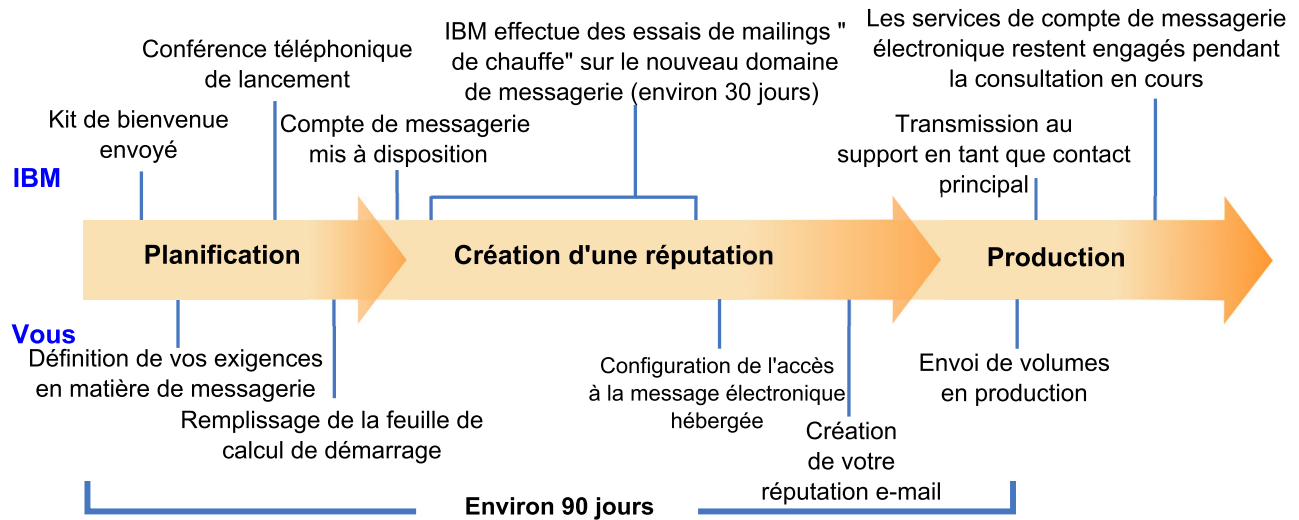 Les services de compte de messagerie
électronique restent engagés pendant
la consultation en cours
IBM effectue des essais de mailings "
de chauffe" sur le nouveau domaine
de messagerie (environ 30 jours)
Conférence téléphonique
de lancement
Kit de bienvenue
envoyé
Compte de messagerie
mis à disposition
Transmission au
support en tant que contact
principal
IBM
Planification
Création d'une réputation
Production
Vous
Définition de vos exigences
en matière de messagerie
Remplissage de la feuille de
calcul de démarrage
Configuration de l'accès
à la message électronique
hébergée
Création
de votre
réputation e-mail
Envoi de volumes
en production
Environ 90 jours